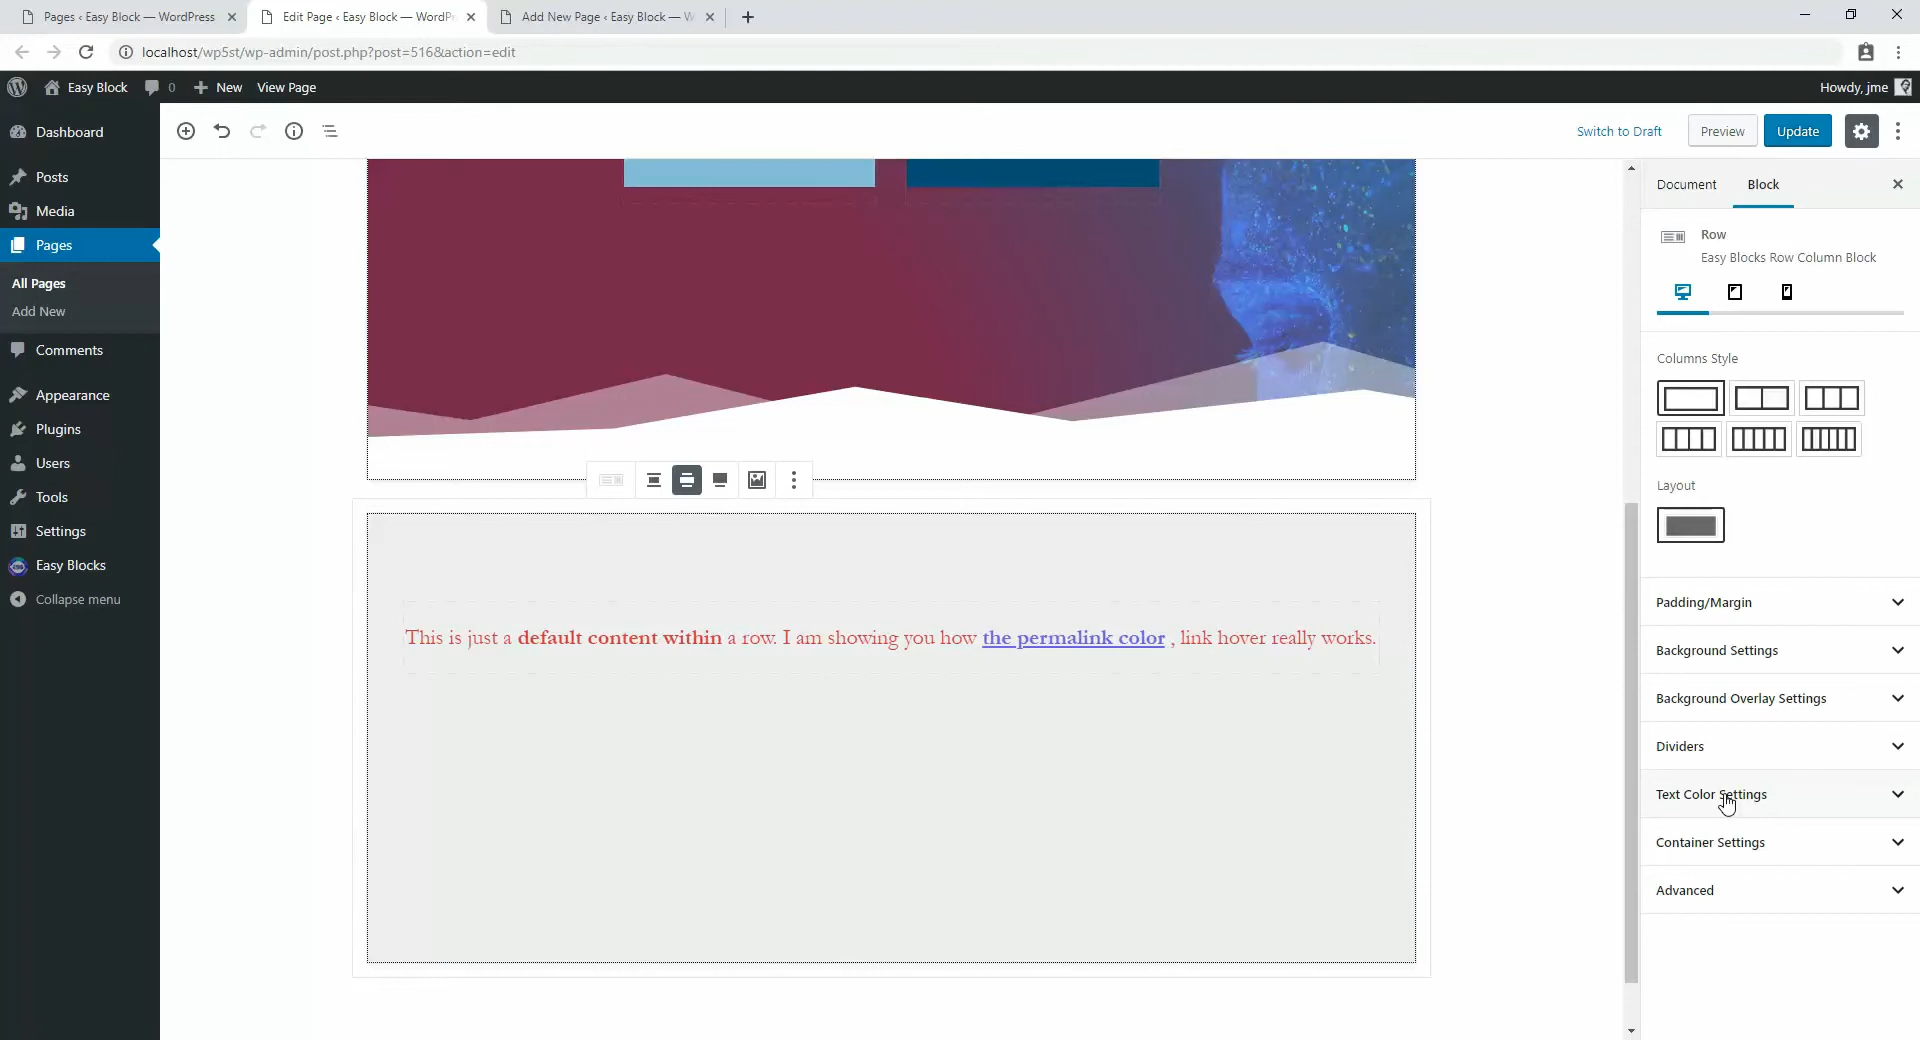 Pages ‹ Easy Block — WordPress
Edit Page ‹ Easy Block — WordPr
Add New Page ‹ Easy Block — W
localhost/wp5st/wp-admin/post.php?post=516&action=edit
Easy Block
0
New
View Page
Howdy, jme
Dashboard
Posts
Media
Pages
All Pages
Add New
Comments
Appearance
Plugins
Users
Tools
Settings
Easy Blocks
Collapse menu
Switch to Draft
Preview
Update
This is just a default content within a row. I am showing you how the permalink color , link hover really works.
Document
Block
Row
Easy Blocks Row Column Block
Columns Style
Layout
Padding/Margin
Background Settings
Background Overlay Settings
Dividers
Text Color Settings
Container Settings
Advanced